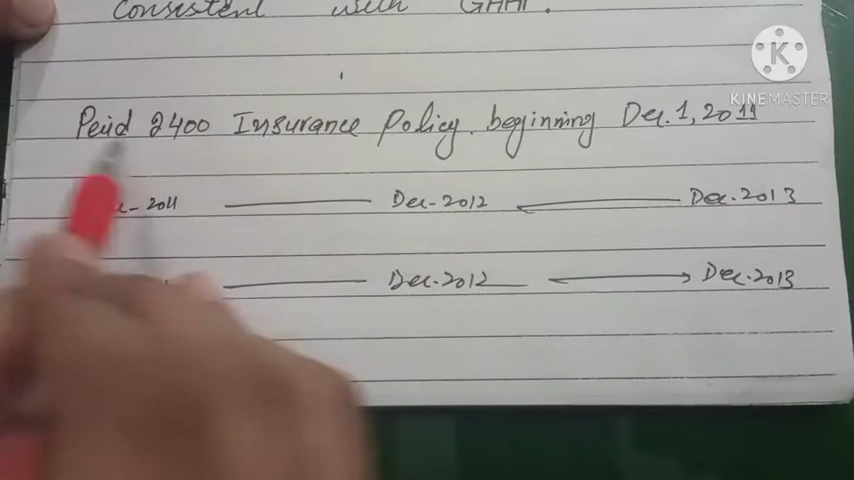 Consistent with GAAP.
KINEMASTER
Peid 2400 Insurance Policy. beginning Dec. 1, 2011
- 2011 Dec - 2012 Dec. 2013
Dec. 2012 Dec. 2013